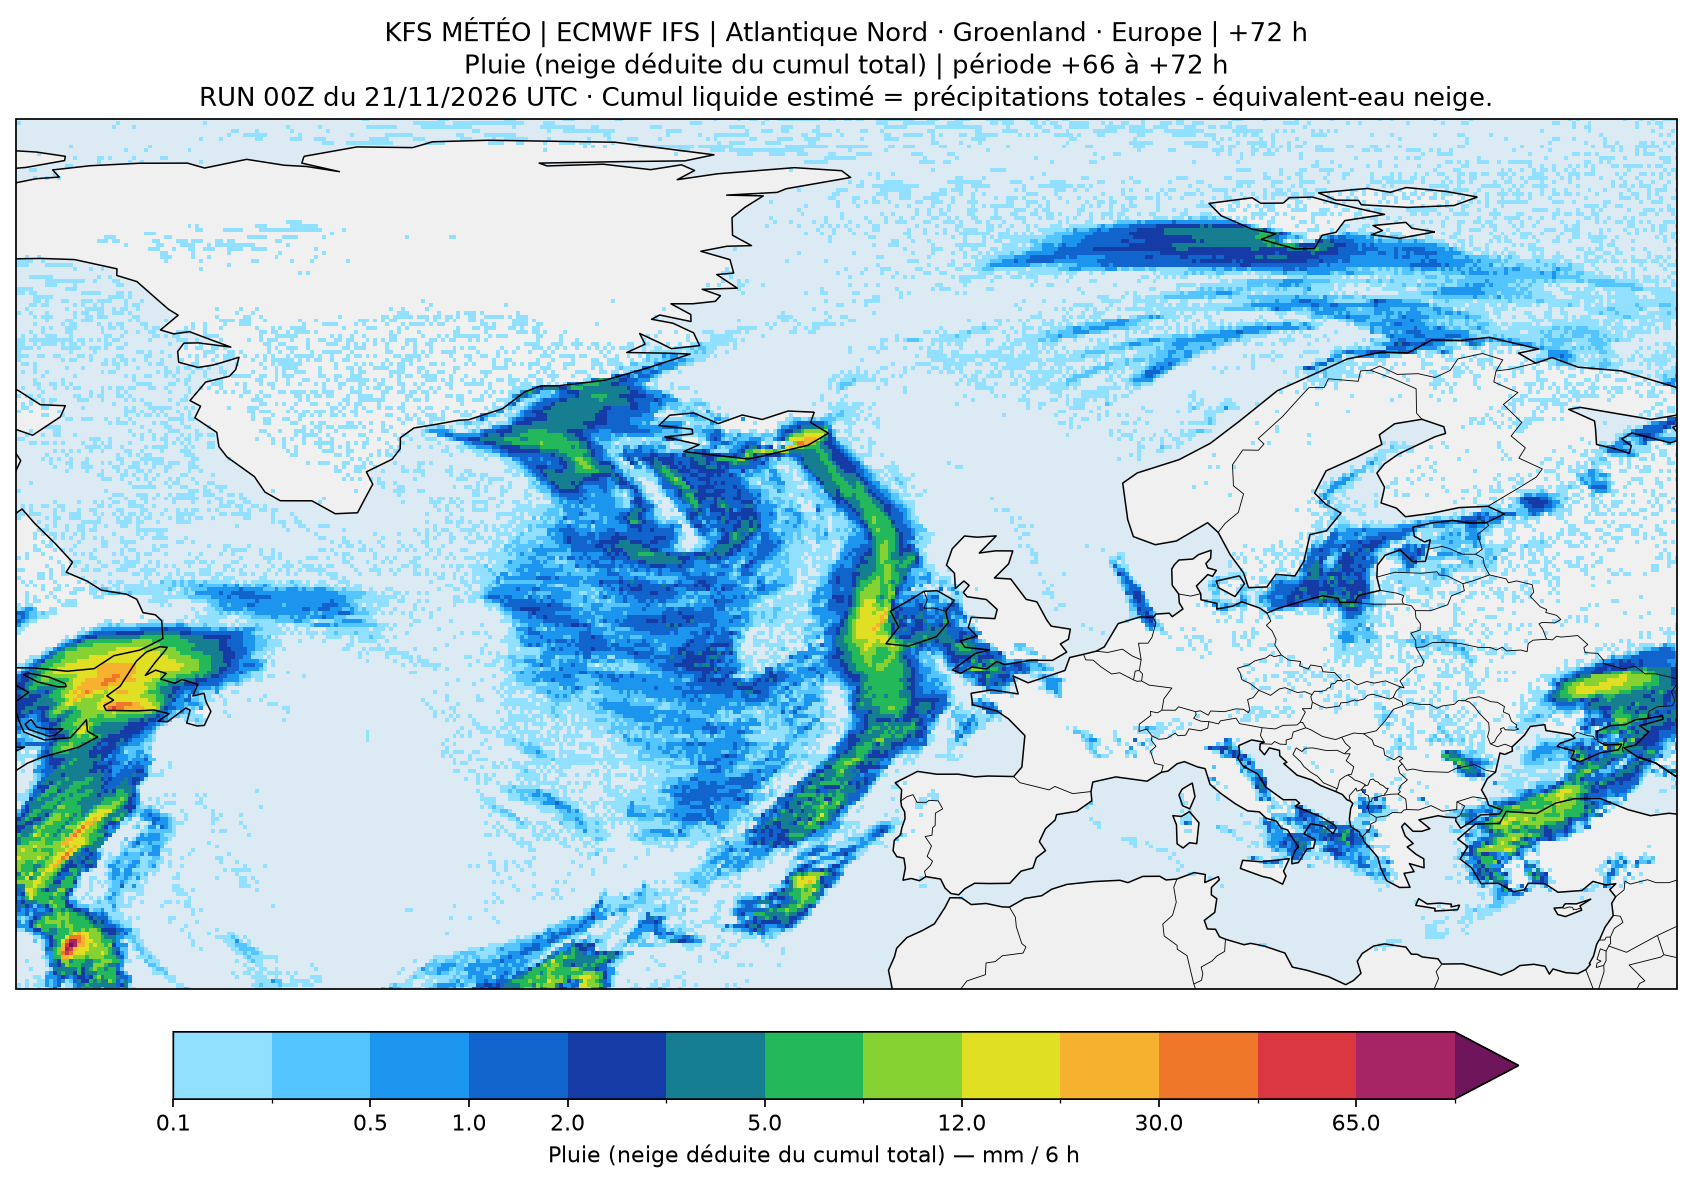 KFS MÉTÉO | ECMWF IFS | Atlantique Nord · Groenland · Europe | +72 h
Pluie (neige déduite du cumul total) | période +66 à +72 h
RUN 00Z du 21/11/2026 UTC · Cumul liquide estimé = précipitations totales - équivalent-eau neige.
0.1 0.5 1.0 2.0 5.0 12.0 30.0 65.0
Pluie (neige déduite du cumul total) — mm / 6 h